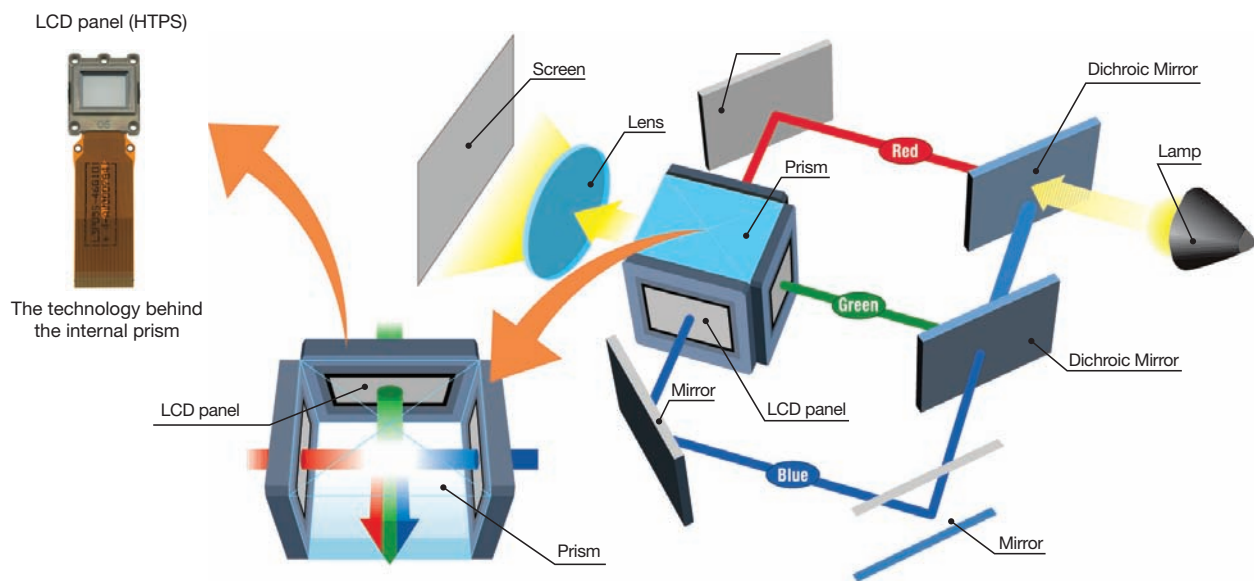 LCD panel (HTPS)
The technology behind
the internal prism
Screen
Lens
Dichroic Mirror
Red
Lamp
Prism
Green
Dichroic Mirror
LCD panel
Mirror
LCD panel
Blue
Prism
Mirror